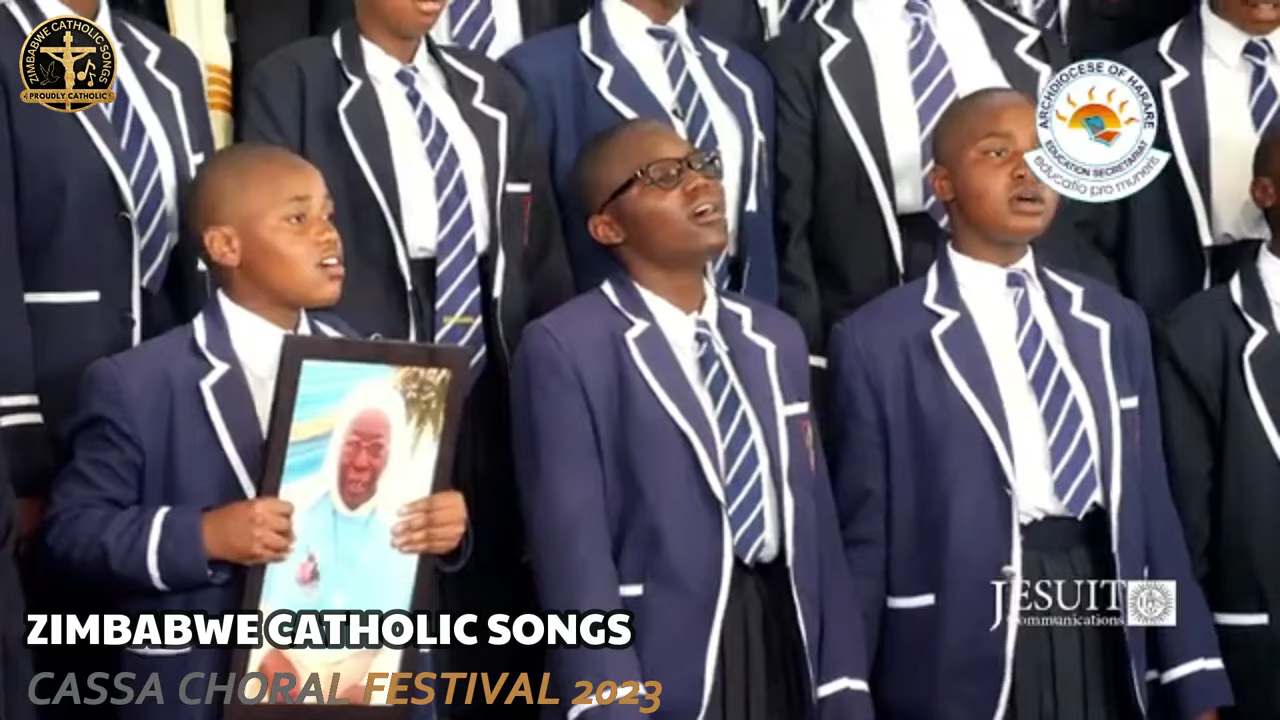 ZIMBABWE CATHOLIC SONGS
PROUDLY CATHOLIC
ARCHDIOCESE OF HARARE
EDUCATION SECRETARIAT
educatio pro muneris
JESUIT
Communications
ZIMBABWE CATHOLIC SONGS
CASSA CHORAL FESTIVAL 2023